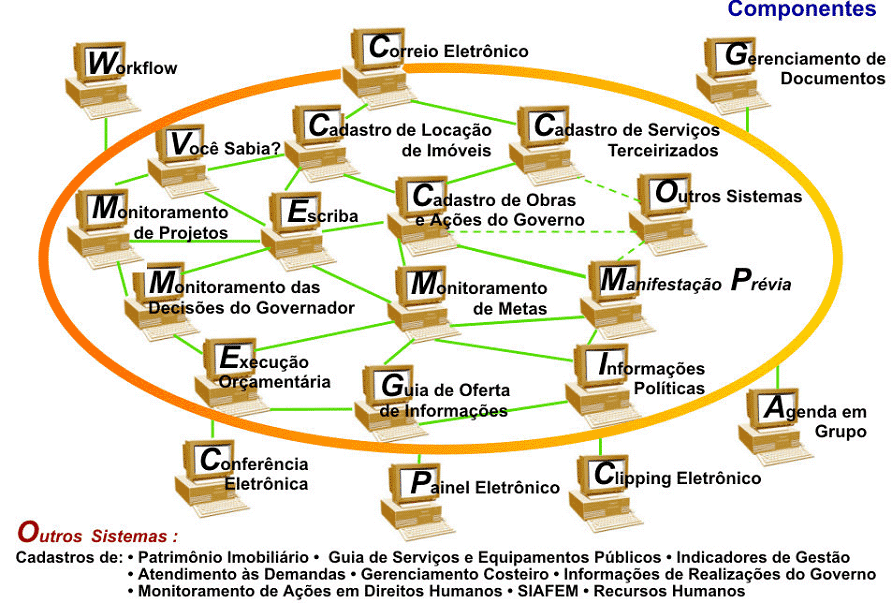 Componentes
Workflow
Correio Eletrônico
Gerenciamento de
Documentos
Você Sabia?
Cadastro de Locação
de Imóveis
Cadastro de Serviços
Terceirizados
Monitoramento
de Projetos
Escriba
Cadastro de Obras
e Ações do Governo
Outros Sistemas
Monitoramento das
Decisões do Governador
Monitoramento
de Metas
Manifestação Prévia
Execução
Orçamentária
Guia de Oferta
de Informações
Informações
Políticas
Agenda em
Grupo
Conferência
Eletrônica
Painel Eletrônico
Clipping Eletrônico
Outros Sistemas :
Cadastros de: • Patrimônio Imobiliário • Guia de Serviços e Equipamentos Públicos • Indicadores de Gestão
• Atendimento às Demandas • Gerenciamento Costeiro • Informações de Realizações do Governo
• Monitoramento de Ações em Direitos Humanos • SIAFEM • Recursos Humanos